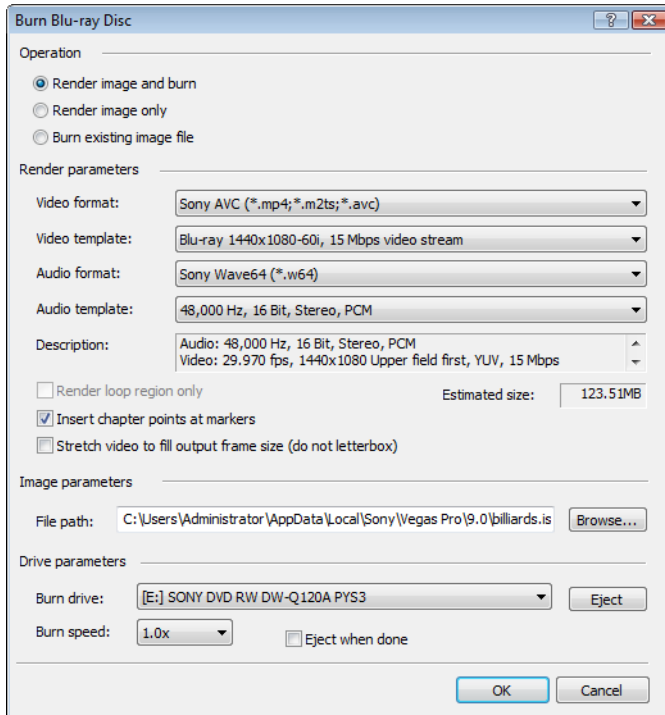 Burn Blu-ray Disc
Operation
Render image and burn
Render image only
Burn existing image file
Render parameters
Video format: Sony AVC (*.mp4;*.m2ts;*.avc)
Video template: Blu-ray 1440x1080-60i, 15 Mbps video stream
Audio format: Sony Wave64 (*.w64)
Audio template: 48,000 Hz, 16 Bit, Stereo, PCM
Description: Audio: 48,000 Hz, 16 Bit, Stereo, PCM
Video: 29.970 fps, 1440x1080 Upper field first, YUV, 15 Mbps
Render loop region only Estimated size: 123.51MB
Insert chapter points at markers
Stretch video to fill output frame size (do not letterbox)
Image parameters
File path: C:\Users\Administrator\AppData\Local\Sony\Vegas Pro\9.0\billiards.is Browse...
Drive parameters
Burn drive: [E:] SONY DVD RW DW-Q120A PYS3 Eject
Burn speed: 1.0x Eject when done
OK Cancel